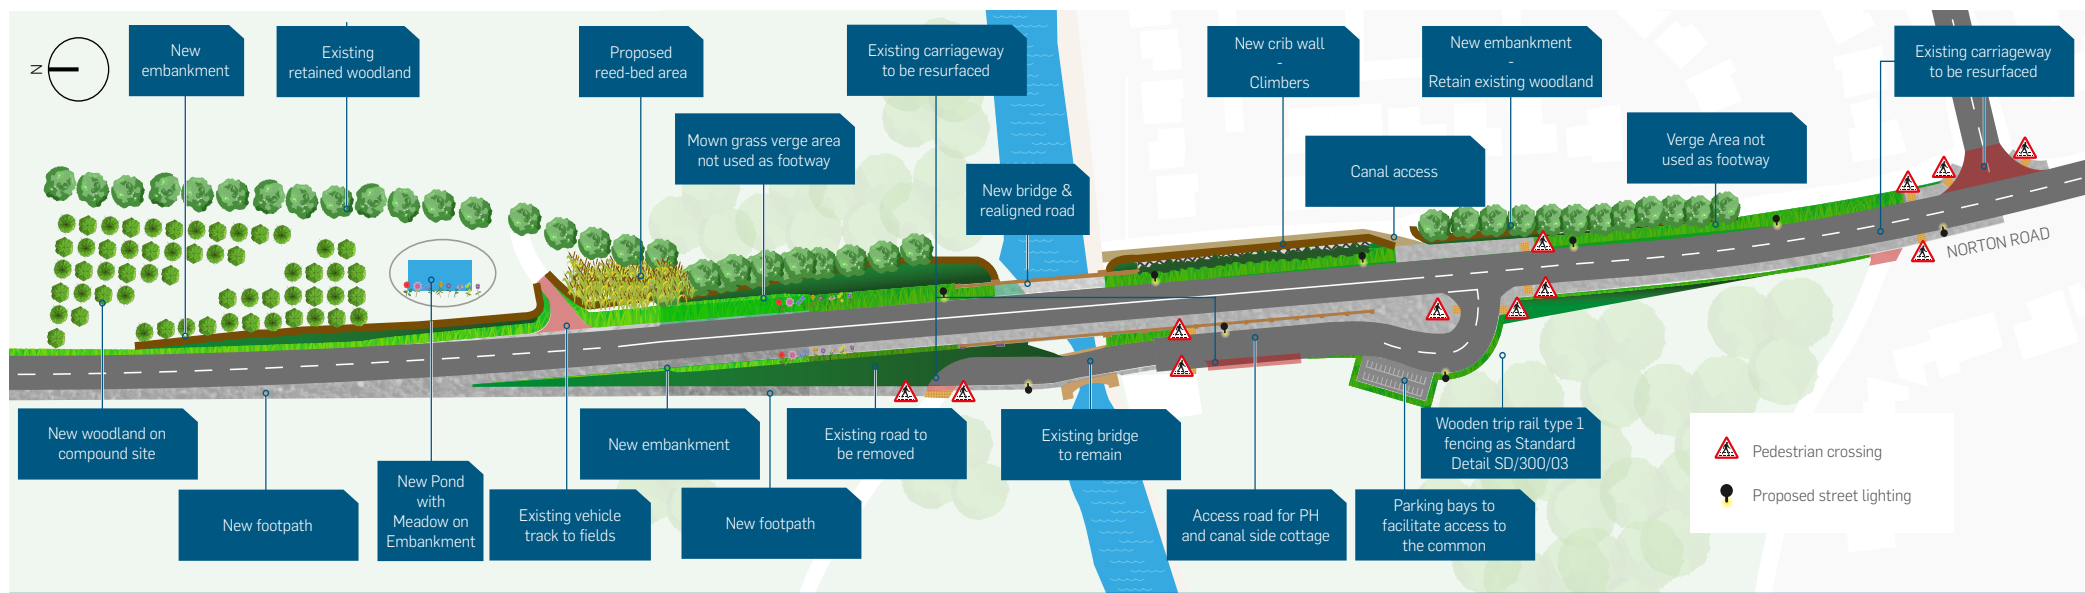 N
New
embankment
Existing
retained woodland
Proposed
reed-bed area
Existing carriageway
to be resurfaced
New crib wall
-
Climbers
New embankment
-
Retain existing woodland
Existing carriageway
to be resurfaced
Mown grass verge area
not used as footway
New bridge &
realigned road
Canal access
Verge Area not
used as footway
NORTON ROAD
New woodland on
compound site
New footpath
New Pond
with
Meadow on
Embankment
Existing vehicle
track to fields
New embankment
New footpath
Existing road to
be removed
Existing bridge
to remain
Access road for PH
and canal side cottage
Parking bays to
facilitate access to
the common
Wooden trip rail type 1
fencing as Standard
Detail SD/300/03
Pedestrian crossing
Proposed street lighting